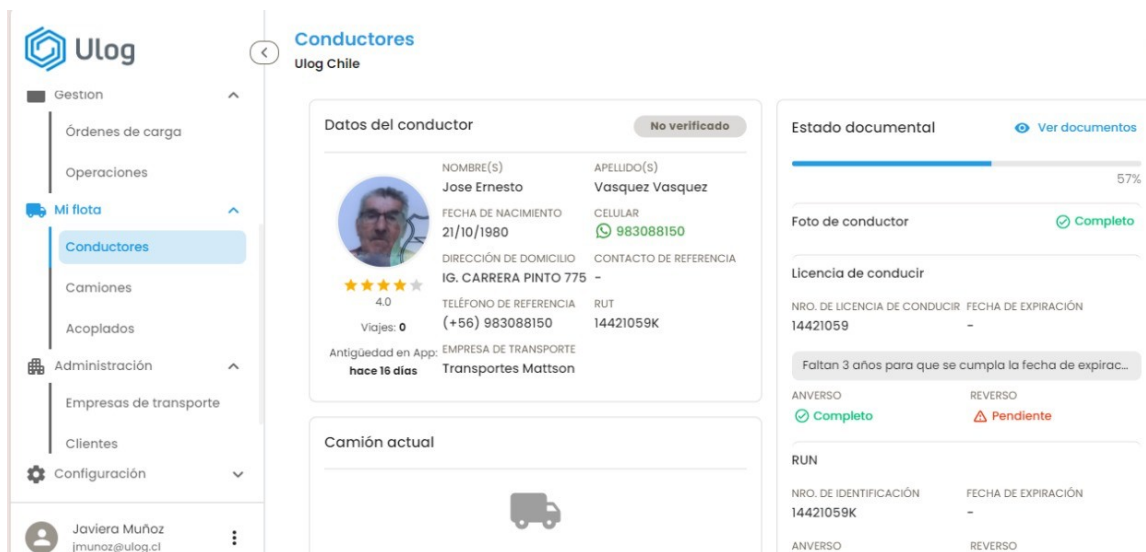 Ulog
Gestión
Órdenes de carga
Operaciones
Mi flota
Conductores
Camiones
Acoplados
Administración
Empresas de transporte
Clientes
Configuración
Javiera Muñoz
jmunoz@ulog.cl
Conductores
Ulog Chile
Datos del conductor
No verificado
4.0
Viajes: 0
Antigüedad en App:
hace 16 días
NOMBRE(S) APELLIDO(S)
Jose Ernesto Vasquez Vasquez
FECHA DE NACIMIENTO CELULAR
21/10/1980 983088150
DIRECCIÓN DE DOMICILIO CONTACTO DE REFERENCIA
IG. CARRERA PINTO 775 -
TELÉFONO DE REFERENCIA RUT
(+56) 983088150 14421059K
EMPRESA DE TRANSPORTE
Transportes Mattson
Camión actual
Estado documental Ver documentos
57%
Foto de conductor Completo
Licencia de conducir
NRO. DE LICENCIA DE CONDUCIR FECHA DE EXPIRACIÓN
14421059 -
Faltan 3 años para que se cumpla la fecha de expirac...
ANVERSO REVERSO
Completo Pendiente
RUN
NRO. DE IDENTIFICACIÓN FECHA DE EXPIRACIÓN
14421059K -
ANVERSO REVERSO